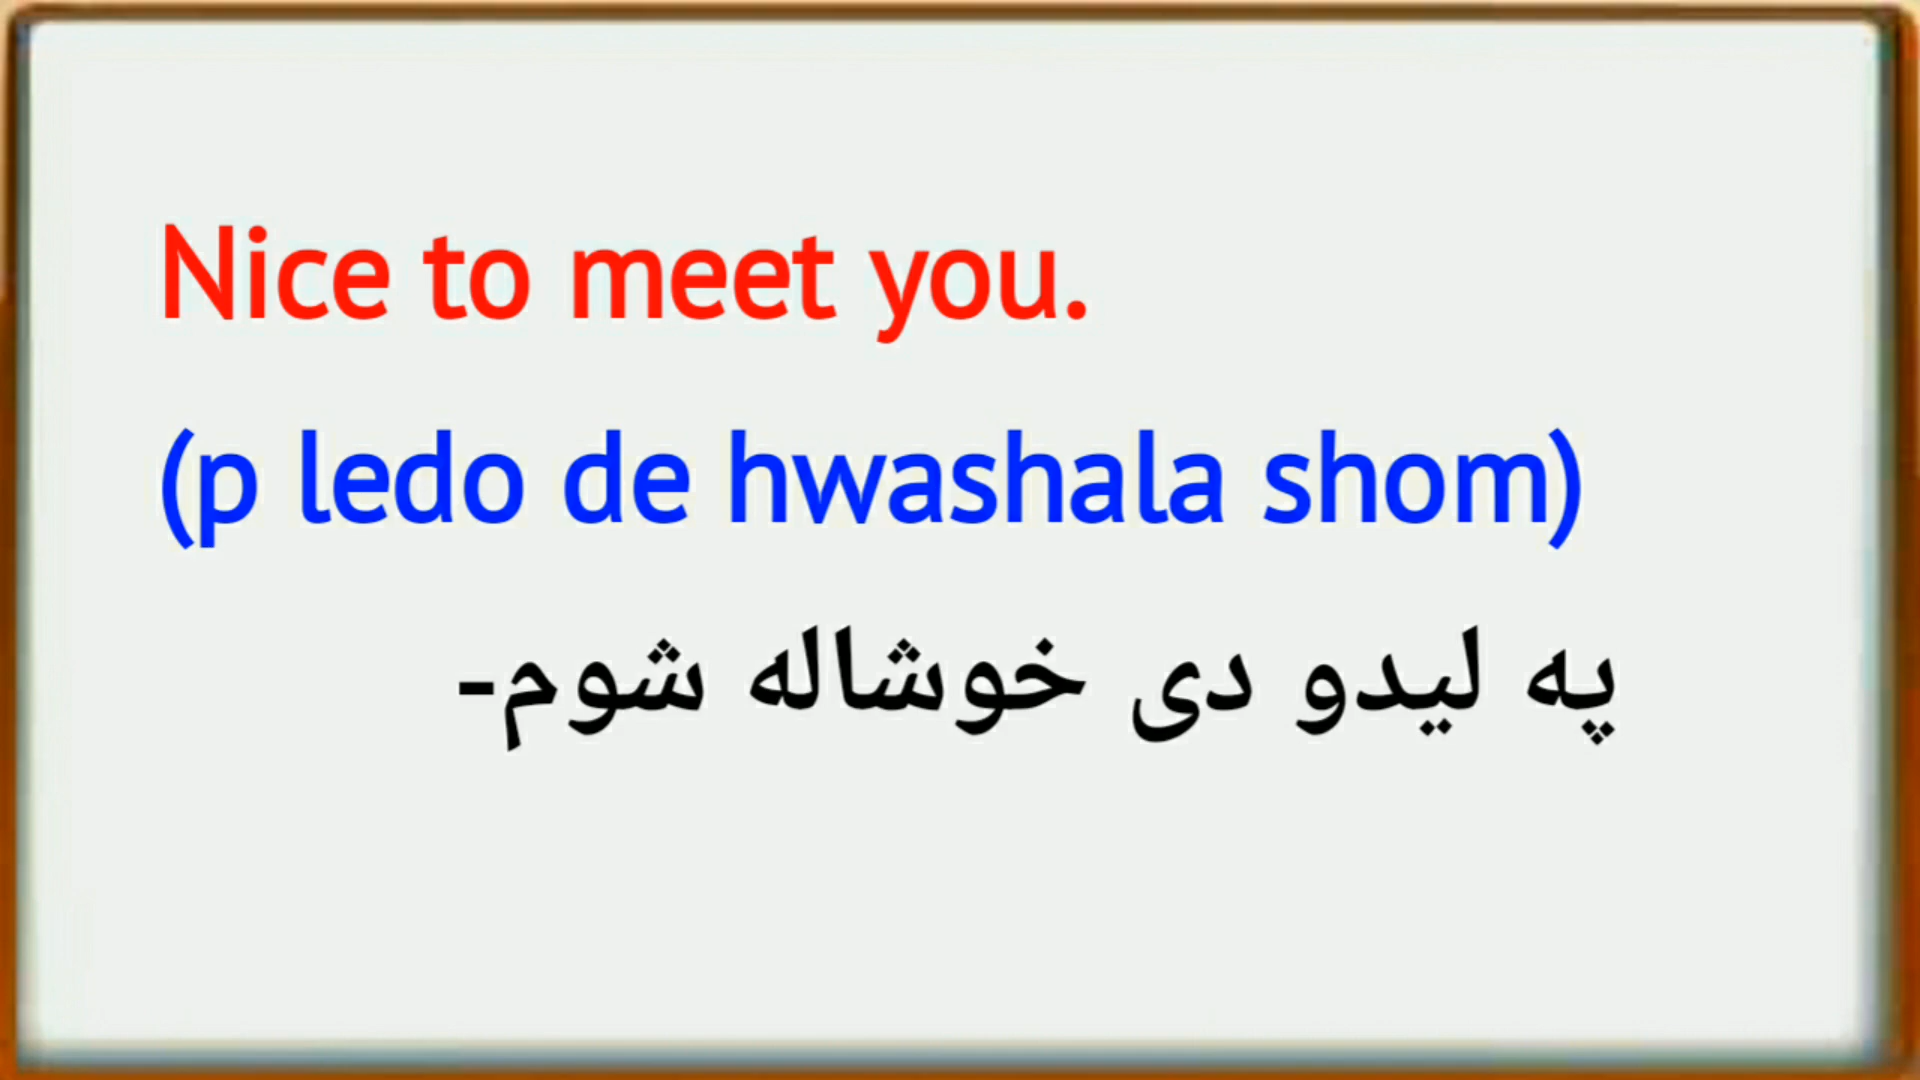 Nice to meet you.
(p ledo de hwashala shom)
په لیدو دی خوشاله شوم-